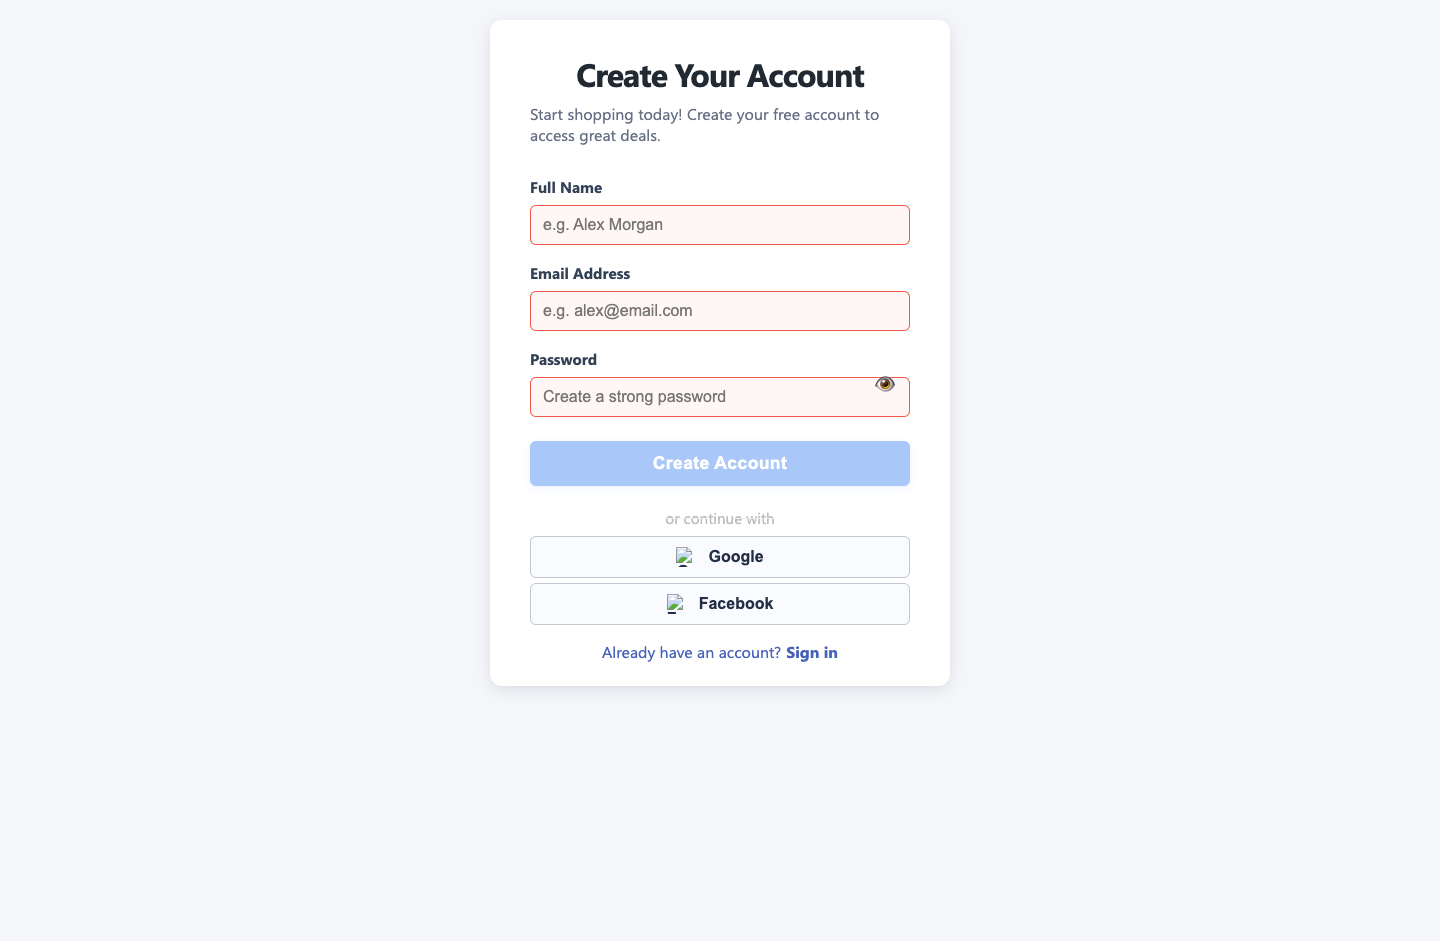 Create Your Account
Start shopping today! Create your free account to
access great deals.
Full Name
e.g. Alex Morgan
Email Address
e.g. alex@email.com
Password
Create a strong password
Create Account
or continue with
Google
Facebook
Already have an account? Sign in